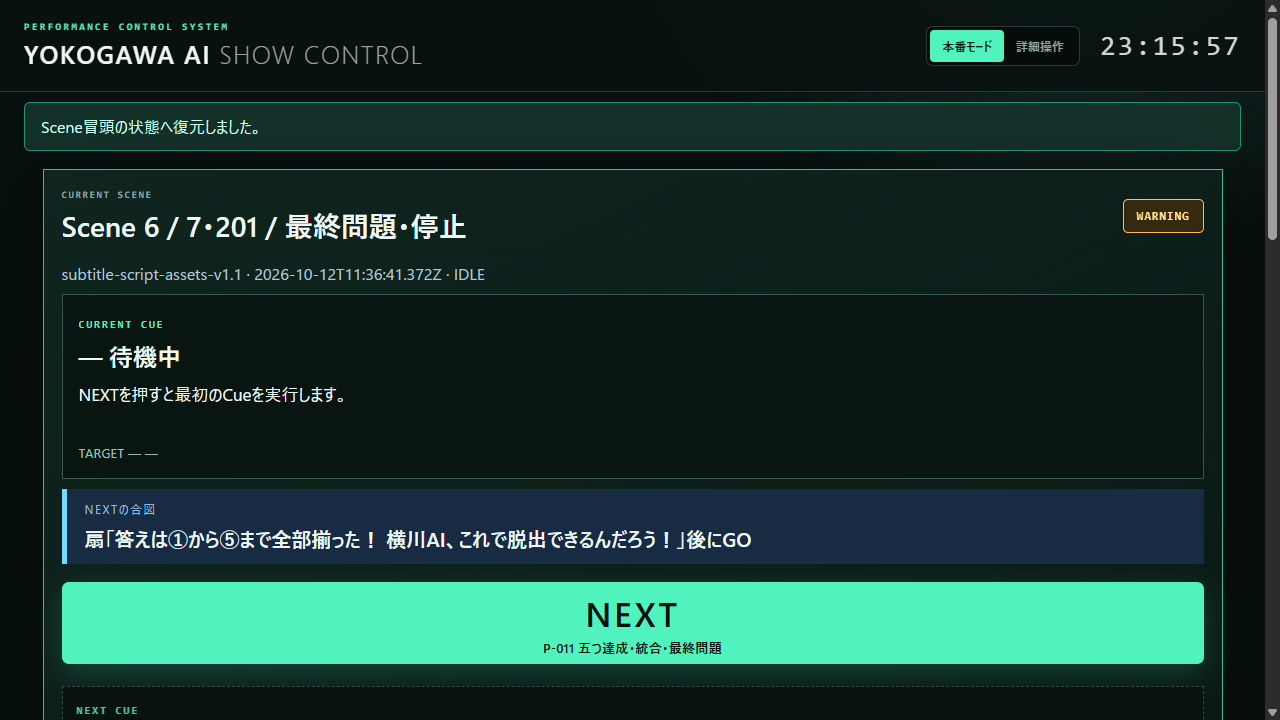 PERFORMANCE CONTROL SYSTEM
YOKOGAWA AI SHOW CONTROL
本番モード
詳細操作
23:15:57
Scene冒頭の状態へ復元しました。
CURRENT SCENE
Scene 6 / 7・201 / 最終問題・停止
WARNING
subtitle-script-assets-v1.1 · 2026-10-12T11:36:41.372Z · IDLE
CURRENT CUE
— 待機中
NEXTを押すと最初のCueを実行します。
TARGET — —
NEXTの合図
扇「答えは①から⑤まで全部揃った！ 横川AI、これで脱出できるんだろう！」後にGO
NEXT
P-011 五つ達成・統合・最終問題
NEXT CUE